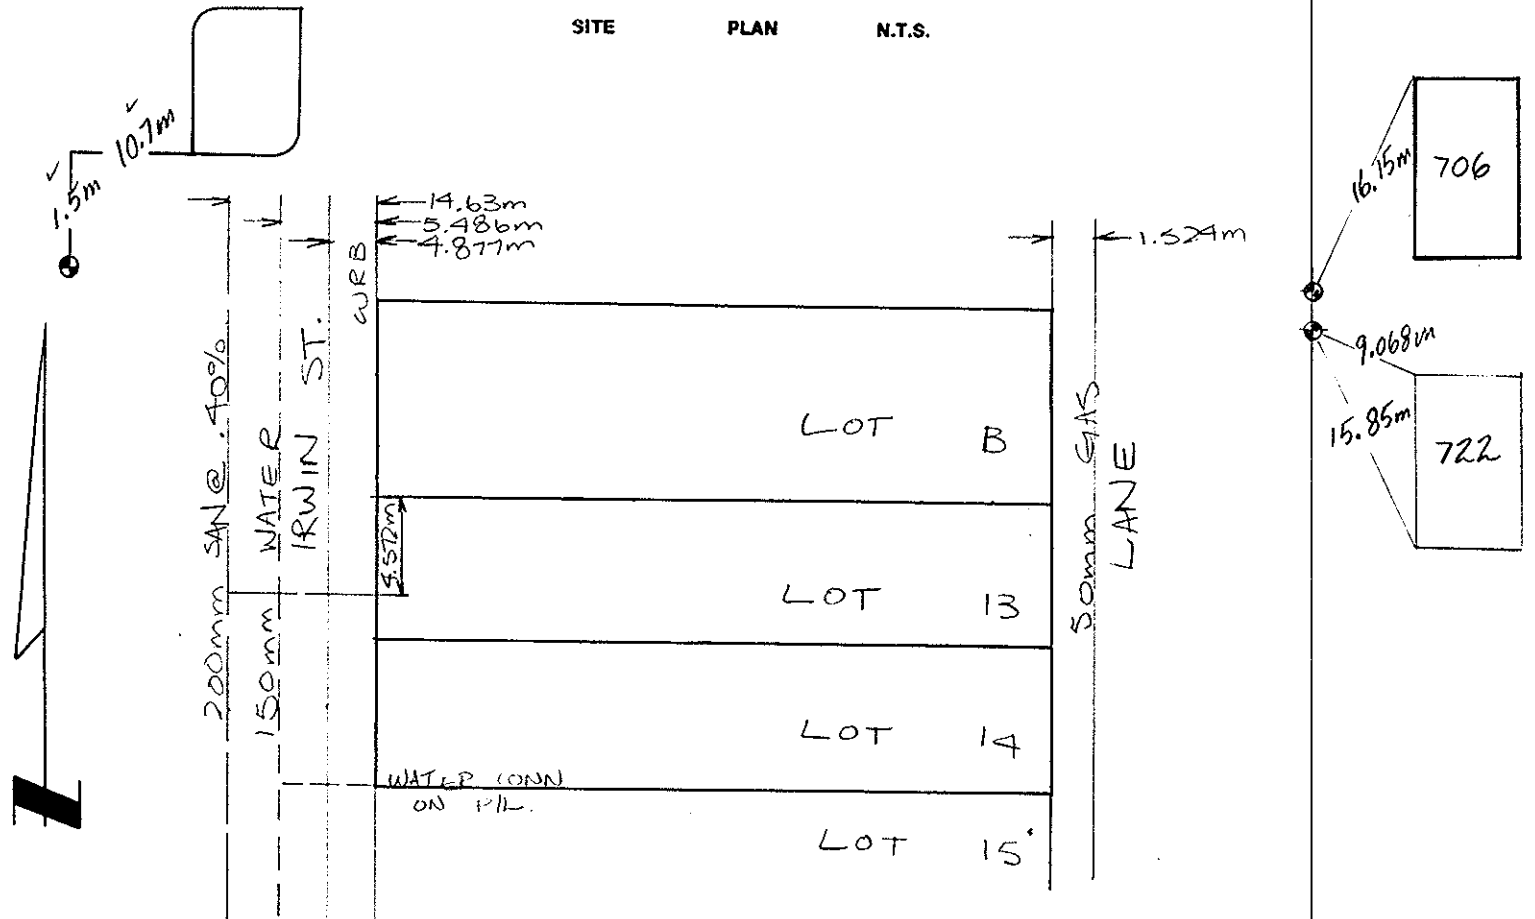 SITE PLAN N.T.S.
10.7m
1.5m
14.63m
5.486m
4.877m
1.524m
WRB
200mm SAN @ .40%
150mm WATER
IRWIN ST.
LOT B
4.572m
LOT 13
LOT 14
WATER CONN
ON P/L.
LOT 15
50mm GAS
LANE
16.15m
706
9.068m
15.85m
722